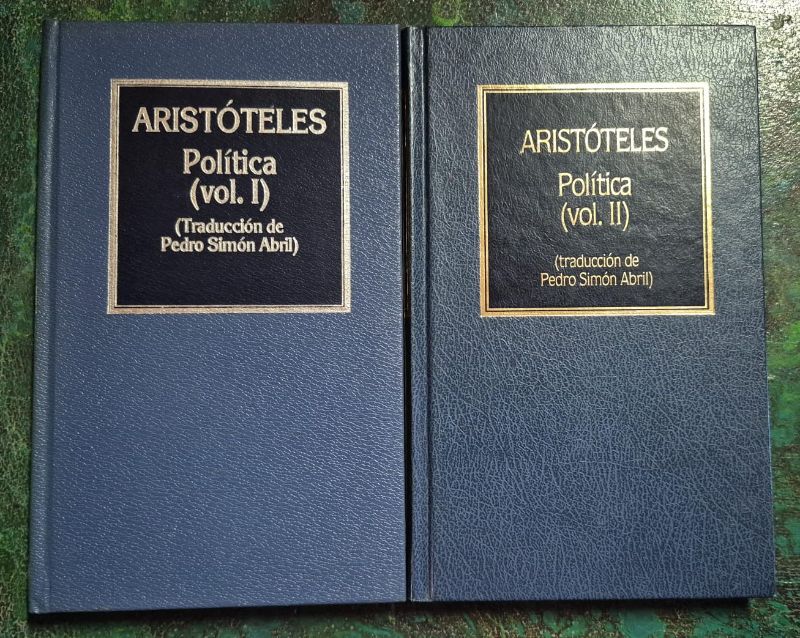 ARISTÓTELES
Política
(vol. I)
(Traducción de
Pedro Simón Abril)
ARISTÓTELES
Política
(vol. II)
(traducción de
Pedro Simón Abril)